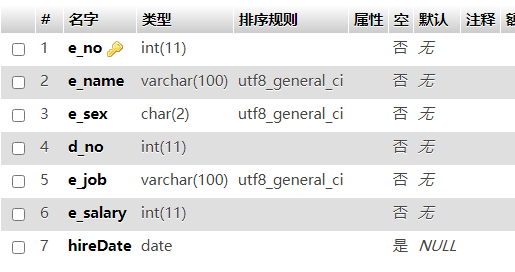 # 名字 类型 排序规则 属性 空 默认 注释
1 e_no int(11) 否 无
2 e_name varchar(100) utf8_general_ci 否 无
3 e_sex char(2) utf8_general_ci 否 无
4 d_no int(11) 否 无
5 e_job varchar(100) utf8_general_ci 否 无
6 e_salary int(11) 否 无
7 hireDate date 是 NULL